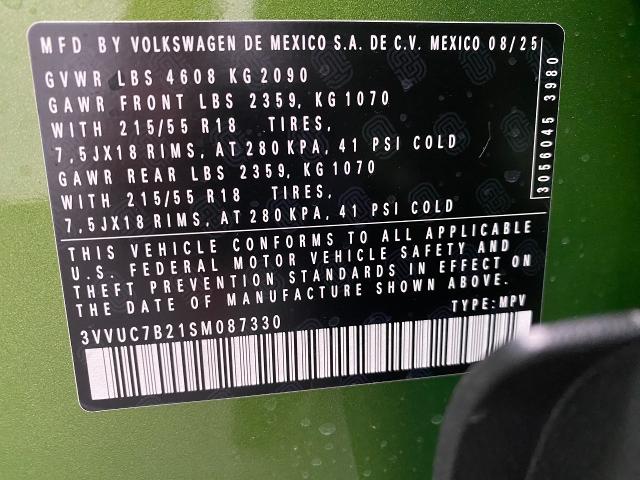 MFD BY VOLKSWAGEN DE MEXICO S.A. DE C.V. MEXICO 08/25
GVWR LBS 4608 KG 2090
GAWR FRONT LBS 2359, KG 1070
WITH 215/55 R18 TIRES,
7,5JX18 RIMS, AT 280 KPA, 41 PSI COLD
GAWR REAR LBS 2359, KG 1070
WITH 215/55 R18 TIRES,
7,5JX18 RIMS, AT 280 KPA, 41 PSI COLD
3056045 3980
THIS VEHICLE CONFORMS TO ALL APPLICABLE
U.S. FEDERAL MOTOR VEHICLE SAFETY AND
THEFT PREVENTION STANDARDS IN EFFECT ON
THE DATE OF MANUFACTURE SHOWN ABOVE.
TYPE: MPV
3VVUC7B21SM087330